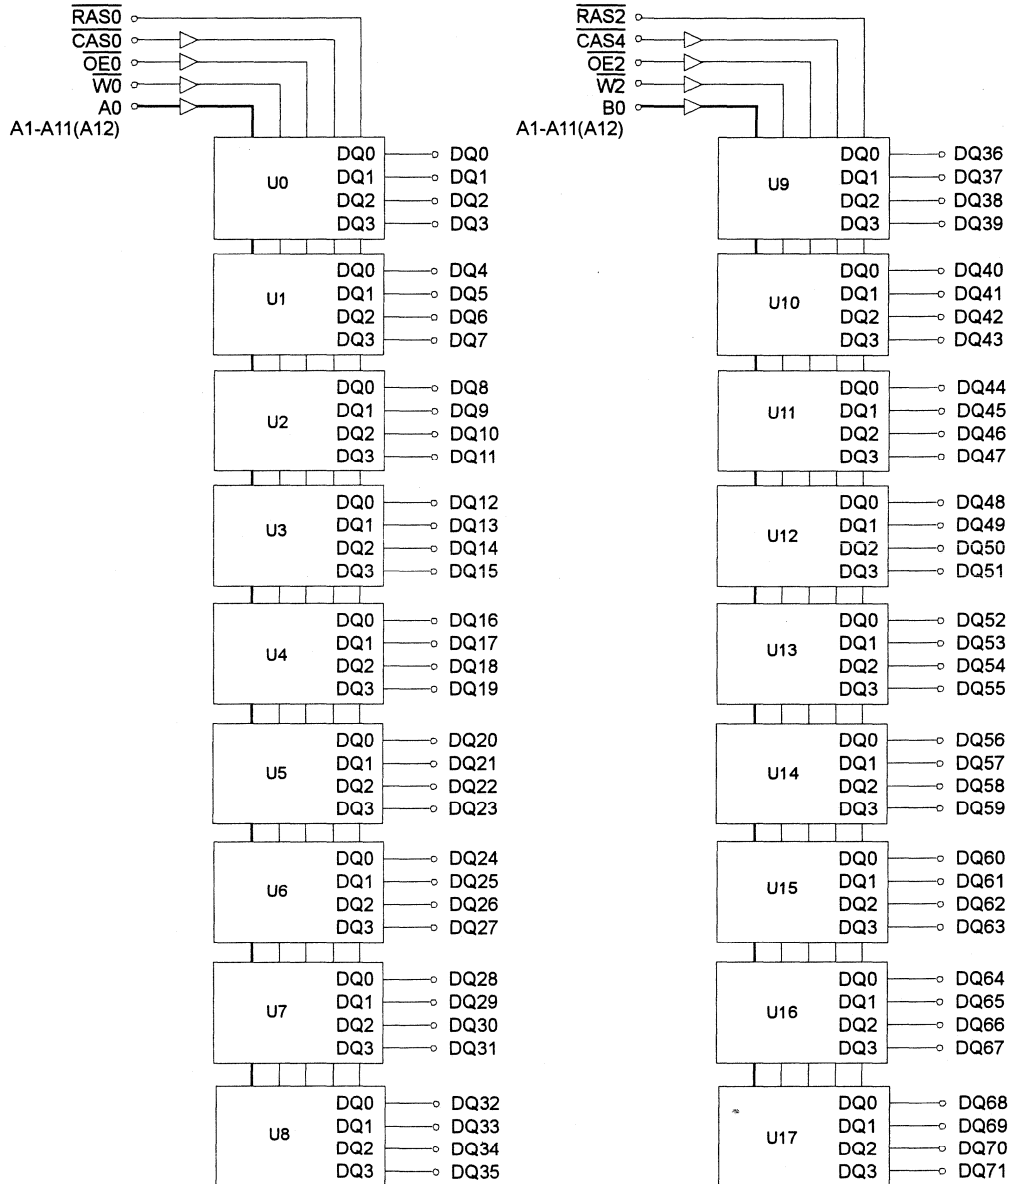 RAS0
CAS0
OE0
W0
A0
A1-A11(A12)
U0
DQ0 DQ0
DQ1 DQ1
DQ2 DQ2
DQ3 DQ3
U1
DQ0 DQ4
DQ1 DQ5
DQ2 DQ6
DQ3 DQ7
U2
DQ0 DQ8
DQ1 DQ9
DQ2 DQ10
DQ3 DQ11
U3
DQ0 DQ12
DQ1 DQ13
DQ2 DQ14
DQ3 DQ15
U4
DQ0 DQ16
DQ1 DQ17
DQ2 DQ18
DQ3 DQ19
U5
DQ0 DQ20
DQ1 DQ21
DQ2 DQ22
DQ3 DQ23
U6
DQ0 DQ24
DQ1 DQ25
DQ2 DQ26
DQ3 DQ27
U7
DQ0 DQ28
DQ1 DQ29
DQ2 DQ30
DQ3 DQ31
U8
DQ0 DQ32
DQ1 DQ33
DQ2 DQ34
DQ3 DQ35
RAS2
CAS4
OE2
W2
B0
A1-A11(A12)
U9
DQ0 DQ36
DQ1 DQ37
DQ2 DQ38
DQ3 DQ39
U10
DQ0 DQ40
DQ1 DQ41
DQ2 DQ42
DQ3 DQ43
U11
DQ0 DQ44
DQ1 DQ45
DQ2 DQ46
DQ3 DQ47
U12
DQ0 DQ48
DQ1 DQ49
DQ2 DQ50
DQ3 DQ51
U13
DQ0 DQ52
DQ1 DQ53
DQ2 DQ54
DQ3 DQ55
U14
DQ0 DQ56
DQ1 DQ57
DQ2 DQ58
DQ3 DQ59
U15
DQ0 DQ60
DQ1 DQ61
DQ2 DQ62
DQ3 DQ63
U16
DQ0 DQ64
DQ1 DQ65
DQ2 DQ66
DQ3 DQ67
U17
DQ0 DQ68
DQ1 DQ69
DQ2 DQ70
DQ3 DQ71